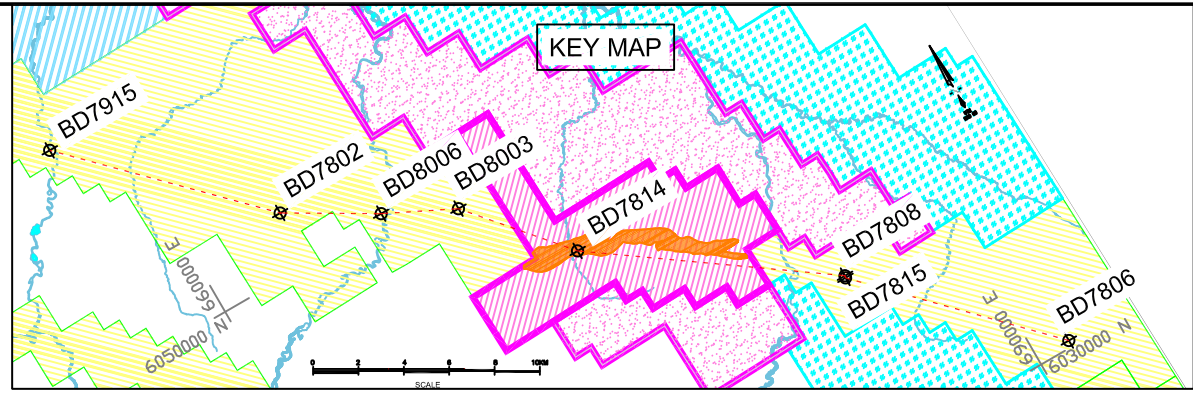 KEY MAP
BD7915
BD7802
BD8006
BD8003
BD7814
BD7808
BD7815
BD7806
660000 E
6050000 N
690000 E
6030000 N
0 2 4 6 8 10KM
SCALE